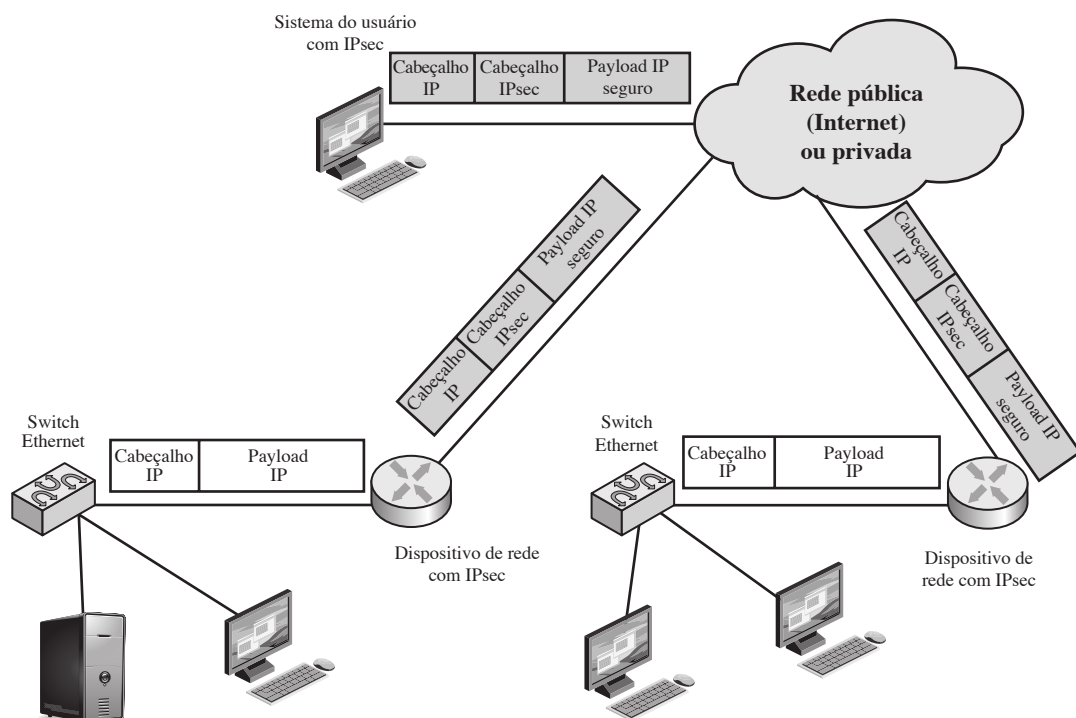 Sistema do usuário
com IPsec
Cabeçalho
IP
Cabeçalho
IPsec
Payload IP
seguro
Rede pública
(Internet)
ou privada
Cabeçalho
IP
Cabeçalho
IPsec
Payload IP
seguro
Cabeçalho
IP
Cabeçalho
IPsec
Payload IP
seguro
Switch
Ethernet
Cabeçalho
IP
Payload
IP
Dispositivo de rede
com IPsec
Switch
Ethernet
Cabeçalho
IP
Payload
IP
Dispositivo de
rede com IPsec